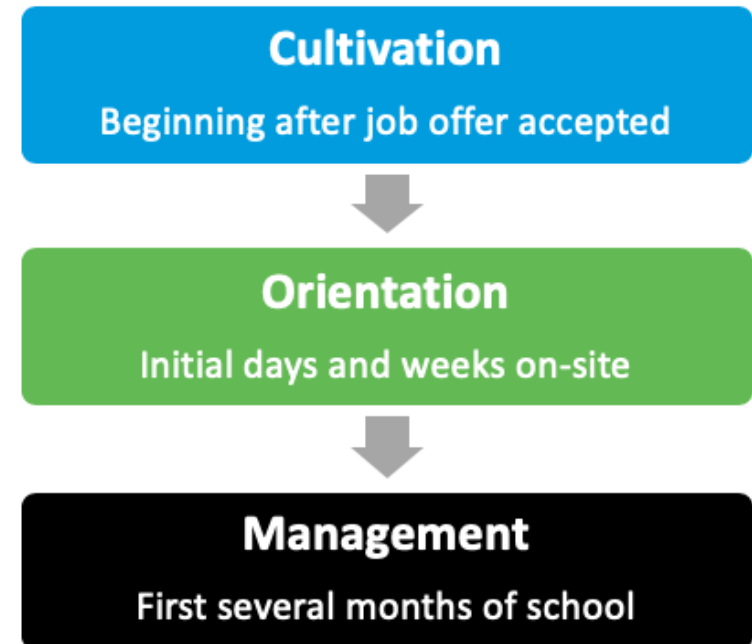 Cultivation
Beginning after job offer accepted
Orientation
Initial days and weeks on-site
Management
First several months of school